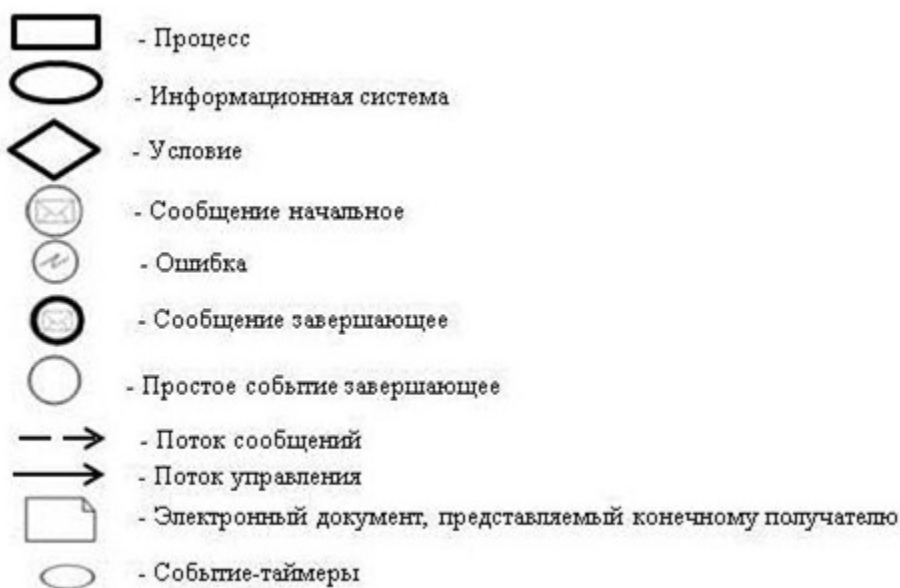 - Процесс
- Информационная система
- Условие
- Сообщение начальное
- Ошибка
- Сообщение завершающее
- Простое событие завершающее
- Поток сообщений
- Поток управления
- Электронный документ, представляемый конечному получателю
- Событие-таймеры